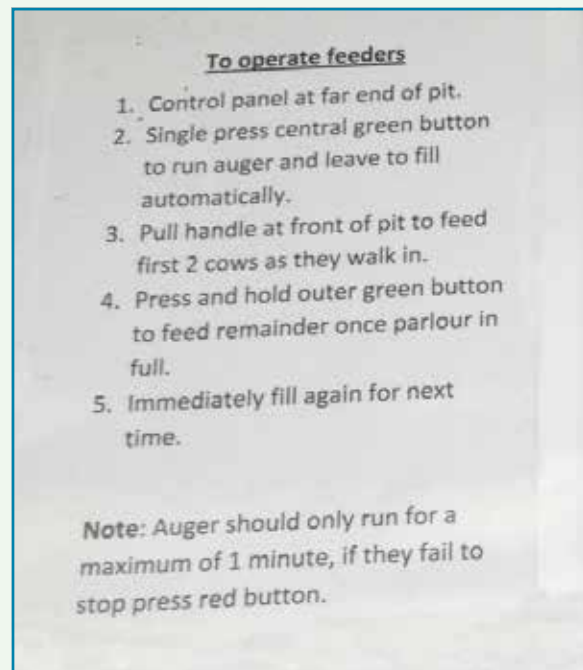 To operate feeders
1. Control panel at far end of pit.
2. Single press central green button
to run auger and leave to fill
automatically.
3. Pull handle at front of pit to feed
first 2 cows as they walk in.
4. Press and hold outer green button
to feed remainder once parlour in
full.
5. Immediately fill again for next
time.
Note: Auger should only run for a
maximum of 1 minute, if they fail to
stop press red button.